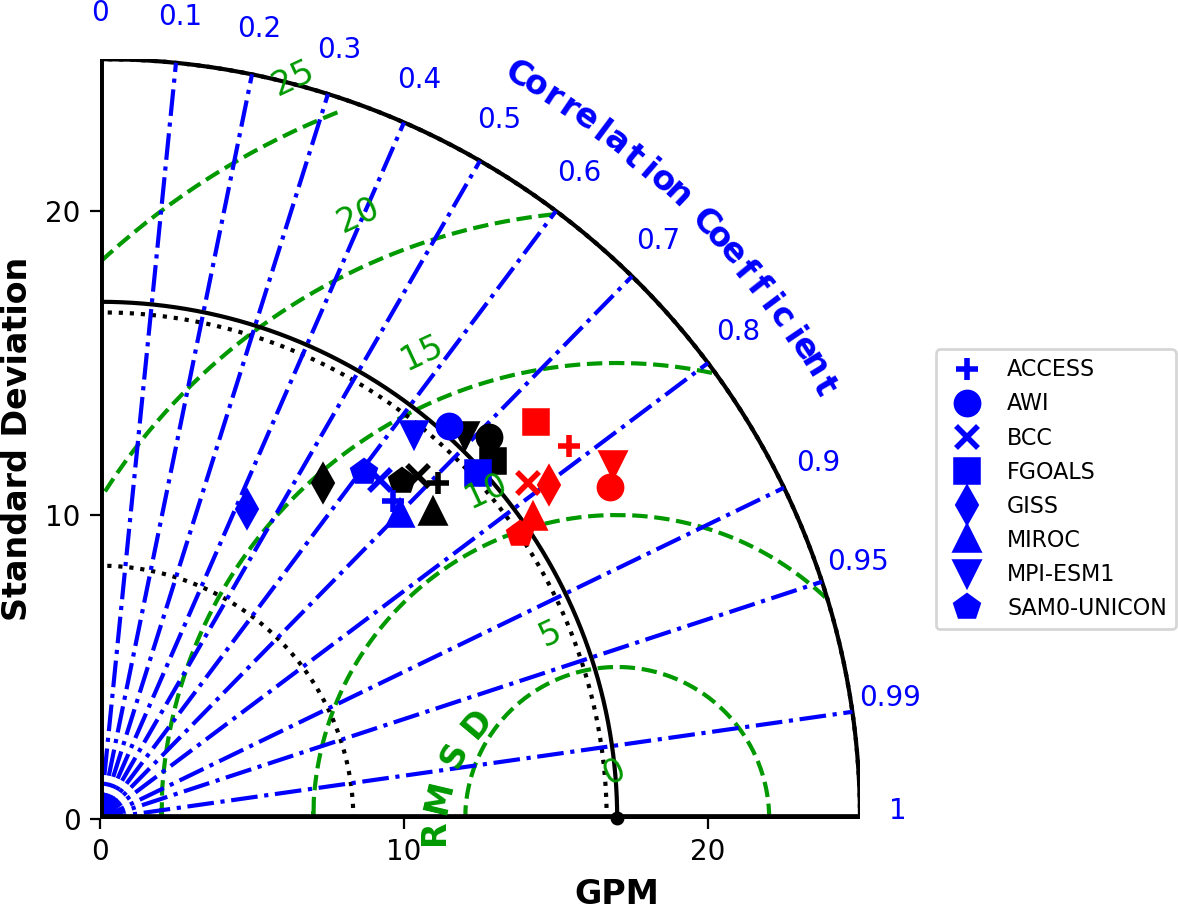 0
0.1
0.2
0.3
0.4
0.5
0.6
0.7
0.8
0.9
0.95
0.99
1
Correlation Coefficient
25
20
15
10
5
0
RMSD
Standard Deviation
20
10
0
0
10
20
GPM
ACCESS
AWI
BCC
FGOALS
GISS
MIROC
MPI-ESM1
SAM0-UNICON